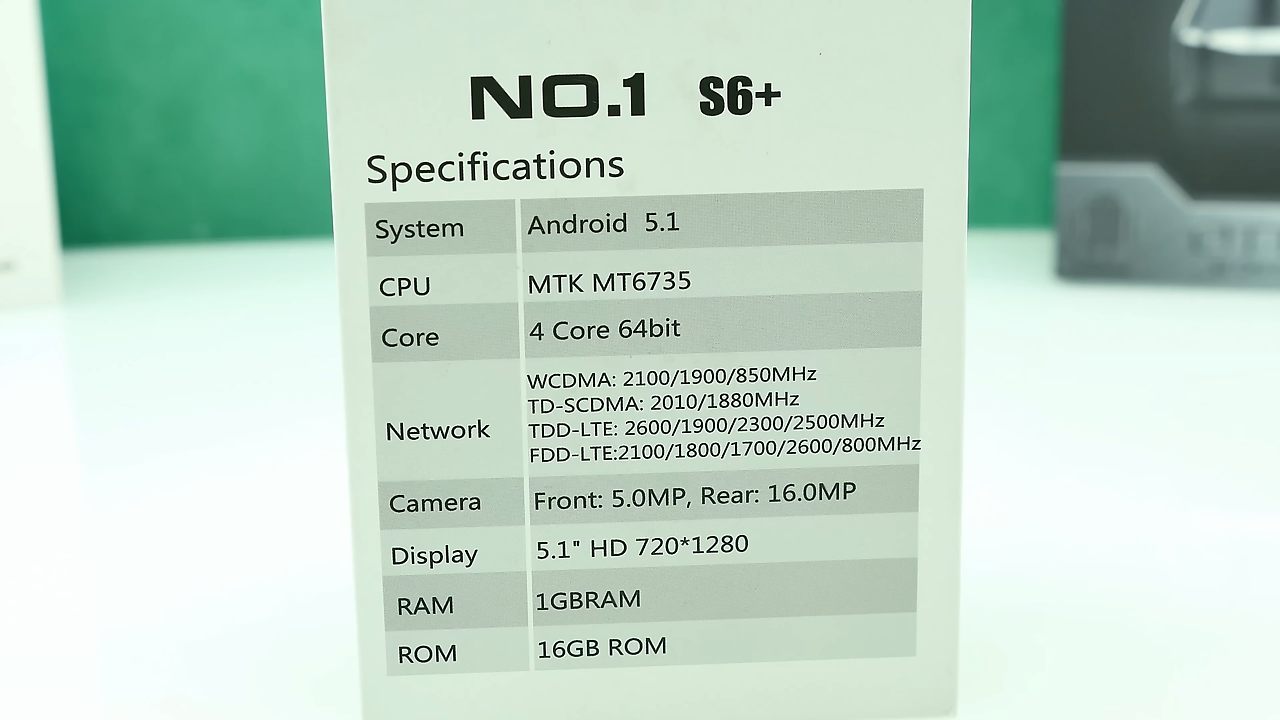 NO.1 S6+
Specifications
System Android 5.1
CPU MTK MT6735
Core 4 Core 64bit
Network WCDMA: 2100/1900/850MHz
TD-SCDMA: 2010/1880MHz
TDD-LTE: 2600/1900/2300/2500MHz
FDD-LTE:2100/1800/1700/2600/800MHz
Camera Front: 5.0MP, Rear: 16.0MP
Display 5.1" HD 720*1280
RAM 1GBRAM
ROM 16GB ROM